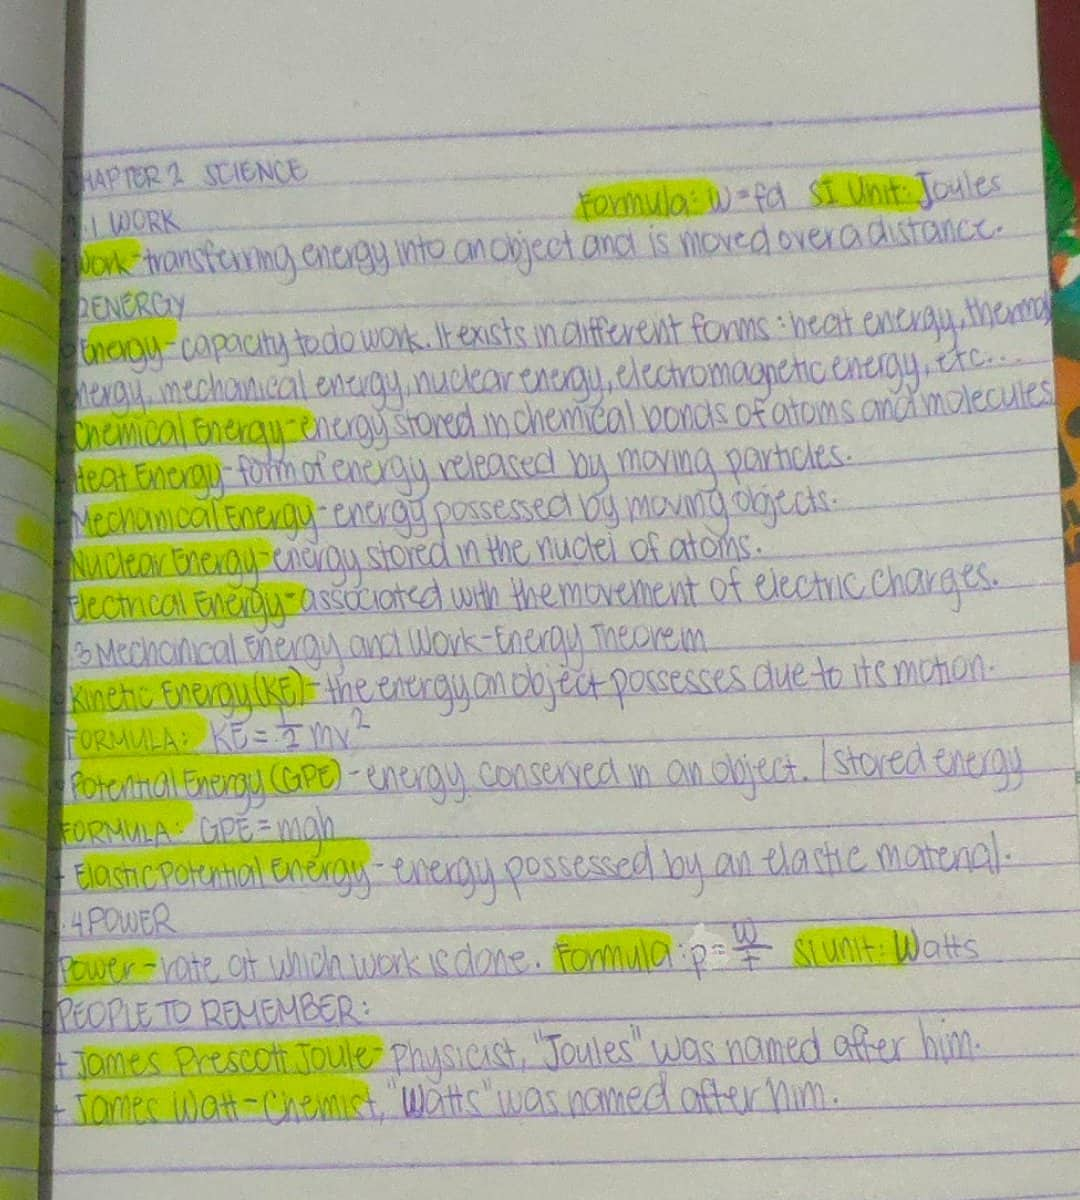 CHAPTER 2 SCIENCE
Formula: W=fd SI Unit: Joules
.1 WORK
Work-transferring energy into an object and is moved over a distance.
2 ENERGY
Energy-capacity to do work. It exists in different forms: heat energy, thermal
energy, mechanical energy, nuclear energy, electromagnetic energy, etc...
Chemical Energy-energy stored in chemical bonds of atoms and molecules
Heat Energy-form of energy released by moving particles.
Mechanical Energy-energy possessed by moving objects.
Nuclear Energy-energy stored in the nuclei of atoms.
Electrical Energy-associated with the movement of electric charges.
.3 Mechanical Energy and Work-Energy Theorem
Kinetic Energy (KE)-the energy an object possesses due to its motion.
FORMULA: KE = 1/2 mv²
Potential Energy (GPE)-energy conserved in an object. / stored energy
FORMULA: GPE = mgh
- Elastic Potential Energy-energy possessed by an elastic material.
.4 POWER
Power-rate at which work is done. Formula: p = w/t SI unit: Watts
PEOPLE TO REMEMBER:
+ James Prescott Joule- Physicist, "Joules" was named after him.
- James Watt-Chemist, "Watts" was named after him.